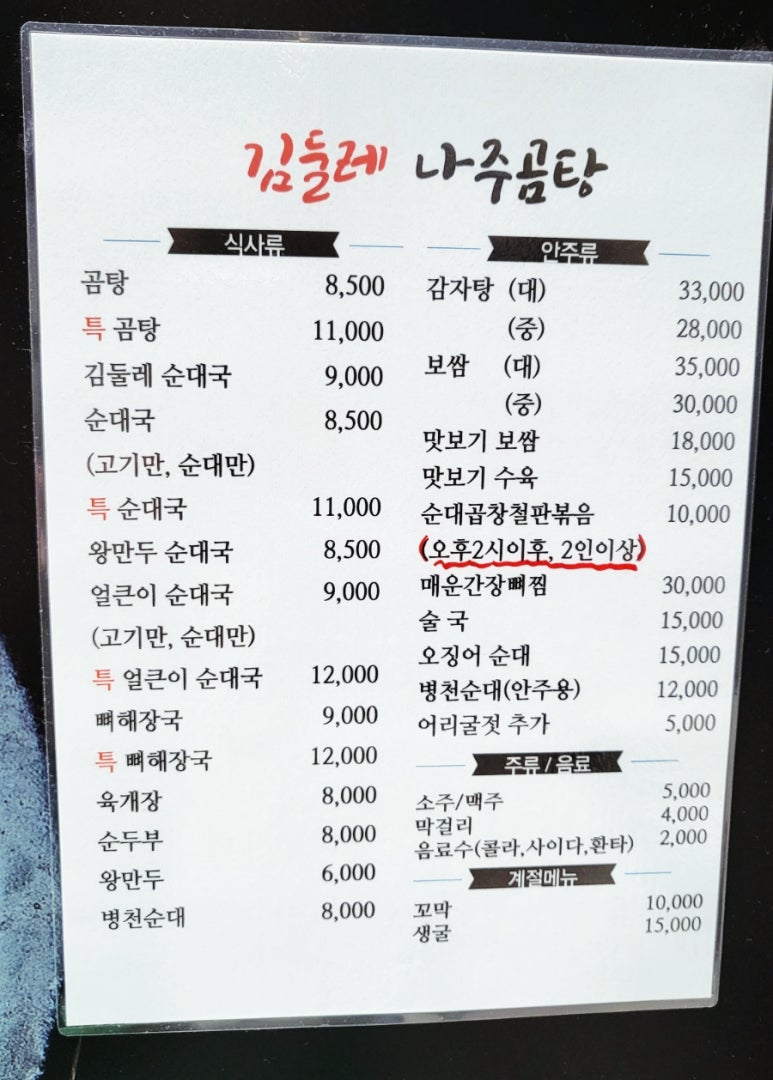 김둘레 나주곰탕
식사류
곰탕 8,500
특 곰탕 11,000
김둘레 순대국 9,000
순대국 8,500
(고기만, 순대만)
특 순대국 11,000
왕만두 순대국 8,500
얼큰이 순대국 9,000
(고기만, 순대만)
특 얼큰이 순대국 12,000
뼈해장국 9,000
특 뼈해장국 12,000
육개장 8,000
순두부 8,000
왕만두 6,000
병천순대 8,000
안주류
감자탕 (대) 33,000
(중) 28,000
보쌈 (대) 35,000
(중) 30,000
맛보기 보쌈 18,000
맛보기 수육 15,000
순대곱창철판볶음 10,000
(오후2시이후, 2인이상)
매운간장뼈찜 30,000
술 국 15,000
오징어 순대 15,000
병천순대(안주용) 12,000
어리굴젓 추가 5,000
주류 / 음료
소주/맥주 5,000
막걸리 4,000
음료수(콜라,사이다,환타) 2,000
계절메뉴
꼬막 10,000
생굴 15,000